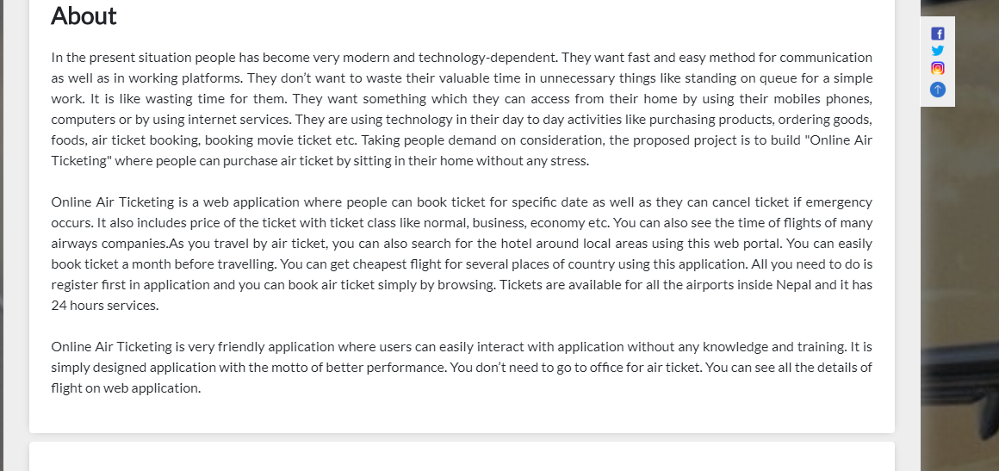 About
In the present situation people has become very modern and technology-dependent. They want fast and easy method for communication
as well as in working platforms. They don’t want to waste their valuable time in unnecessary things like standing on queue for a simple
work. It is like wasting time for them. They want something which they can access from their home by using their mobiles phones,
computers or by using internet services. They are using technology in their day to day activities like purchasing products, ordering goods,
foods, air ticket booking, booking movie ticket etc. Taking people demand on consideration, the proposed project is to build "Online Air
Ticketing" where people can purchase air ticket by sitting in their home without any stress.
Online Air Ticketing is a web application where people can book ticket for specific date as well as they can cancel ticket if emergency
occurs. It also includes price of the ticket with ticket class like normal, business, economy etc. You can also see the time of flights of many
airways companies.As you travel by air ticket, you can also search for the hotel around local areas using this web portal. You can easily
book ticket a month before travelling. You can get cheapest flight for several places of country using this application. All you need to do is
register first in application and you can book air ticket simply by browsing. Tickets are available for all the airports inside Nepal and it has
24 hours services.
Online Air Ticketing is very friendly application where users can easily interact with application without any knowledge and training. It is
simply designed application with the motto of better performance. You don’t need to go to office for air ticket. You can see all the details of
flight on web application.